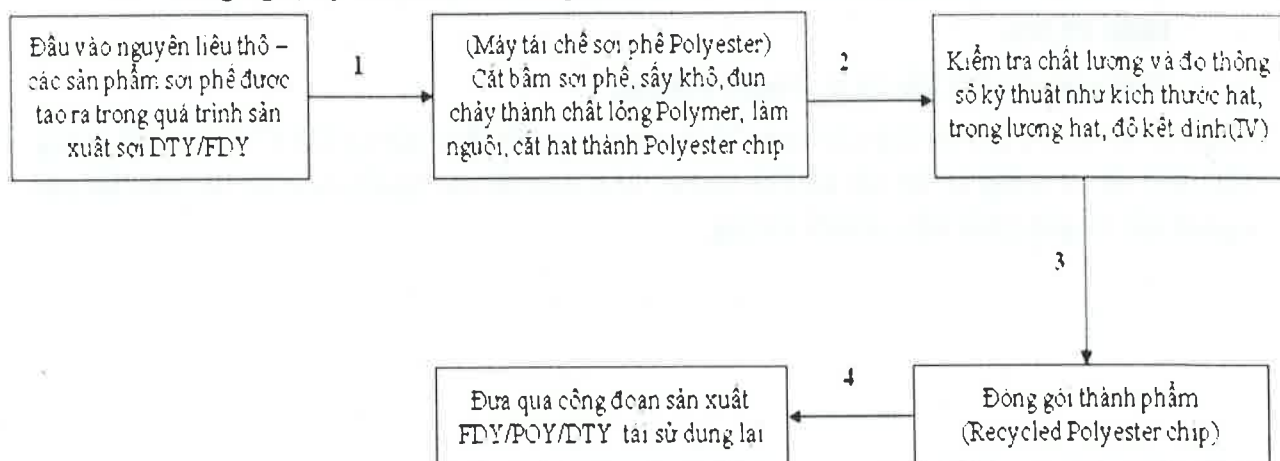 Đầu vào nguyên liệu thô –
các sản phẩm sợi phế được
tạo ra trong quá trình sản
xuất sợi DTY/FDY
1
(Máy tái chế sợi phế Polyester)
Cắt băm sợi phế, sấy khô, đun
chảy thành chất lỏng Polymer, làm
nguội, cắt hạt thành Polyester chip
2
Kiểm tra chất lượng và đo thông
số kỹ thuật như kích thước hạt,
trọng lượng hạt, độ kết dính(IV)
3
Đóng gói thành phẩm
(Recycled Polyester chip)
4
Đưa qua công đoạn sản xuất
FDY/POY/DTY tái sử dụng lại